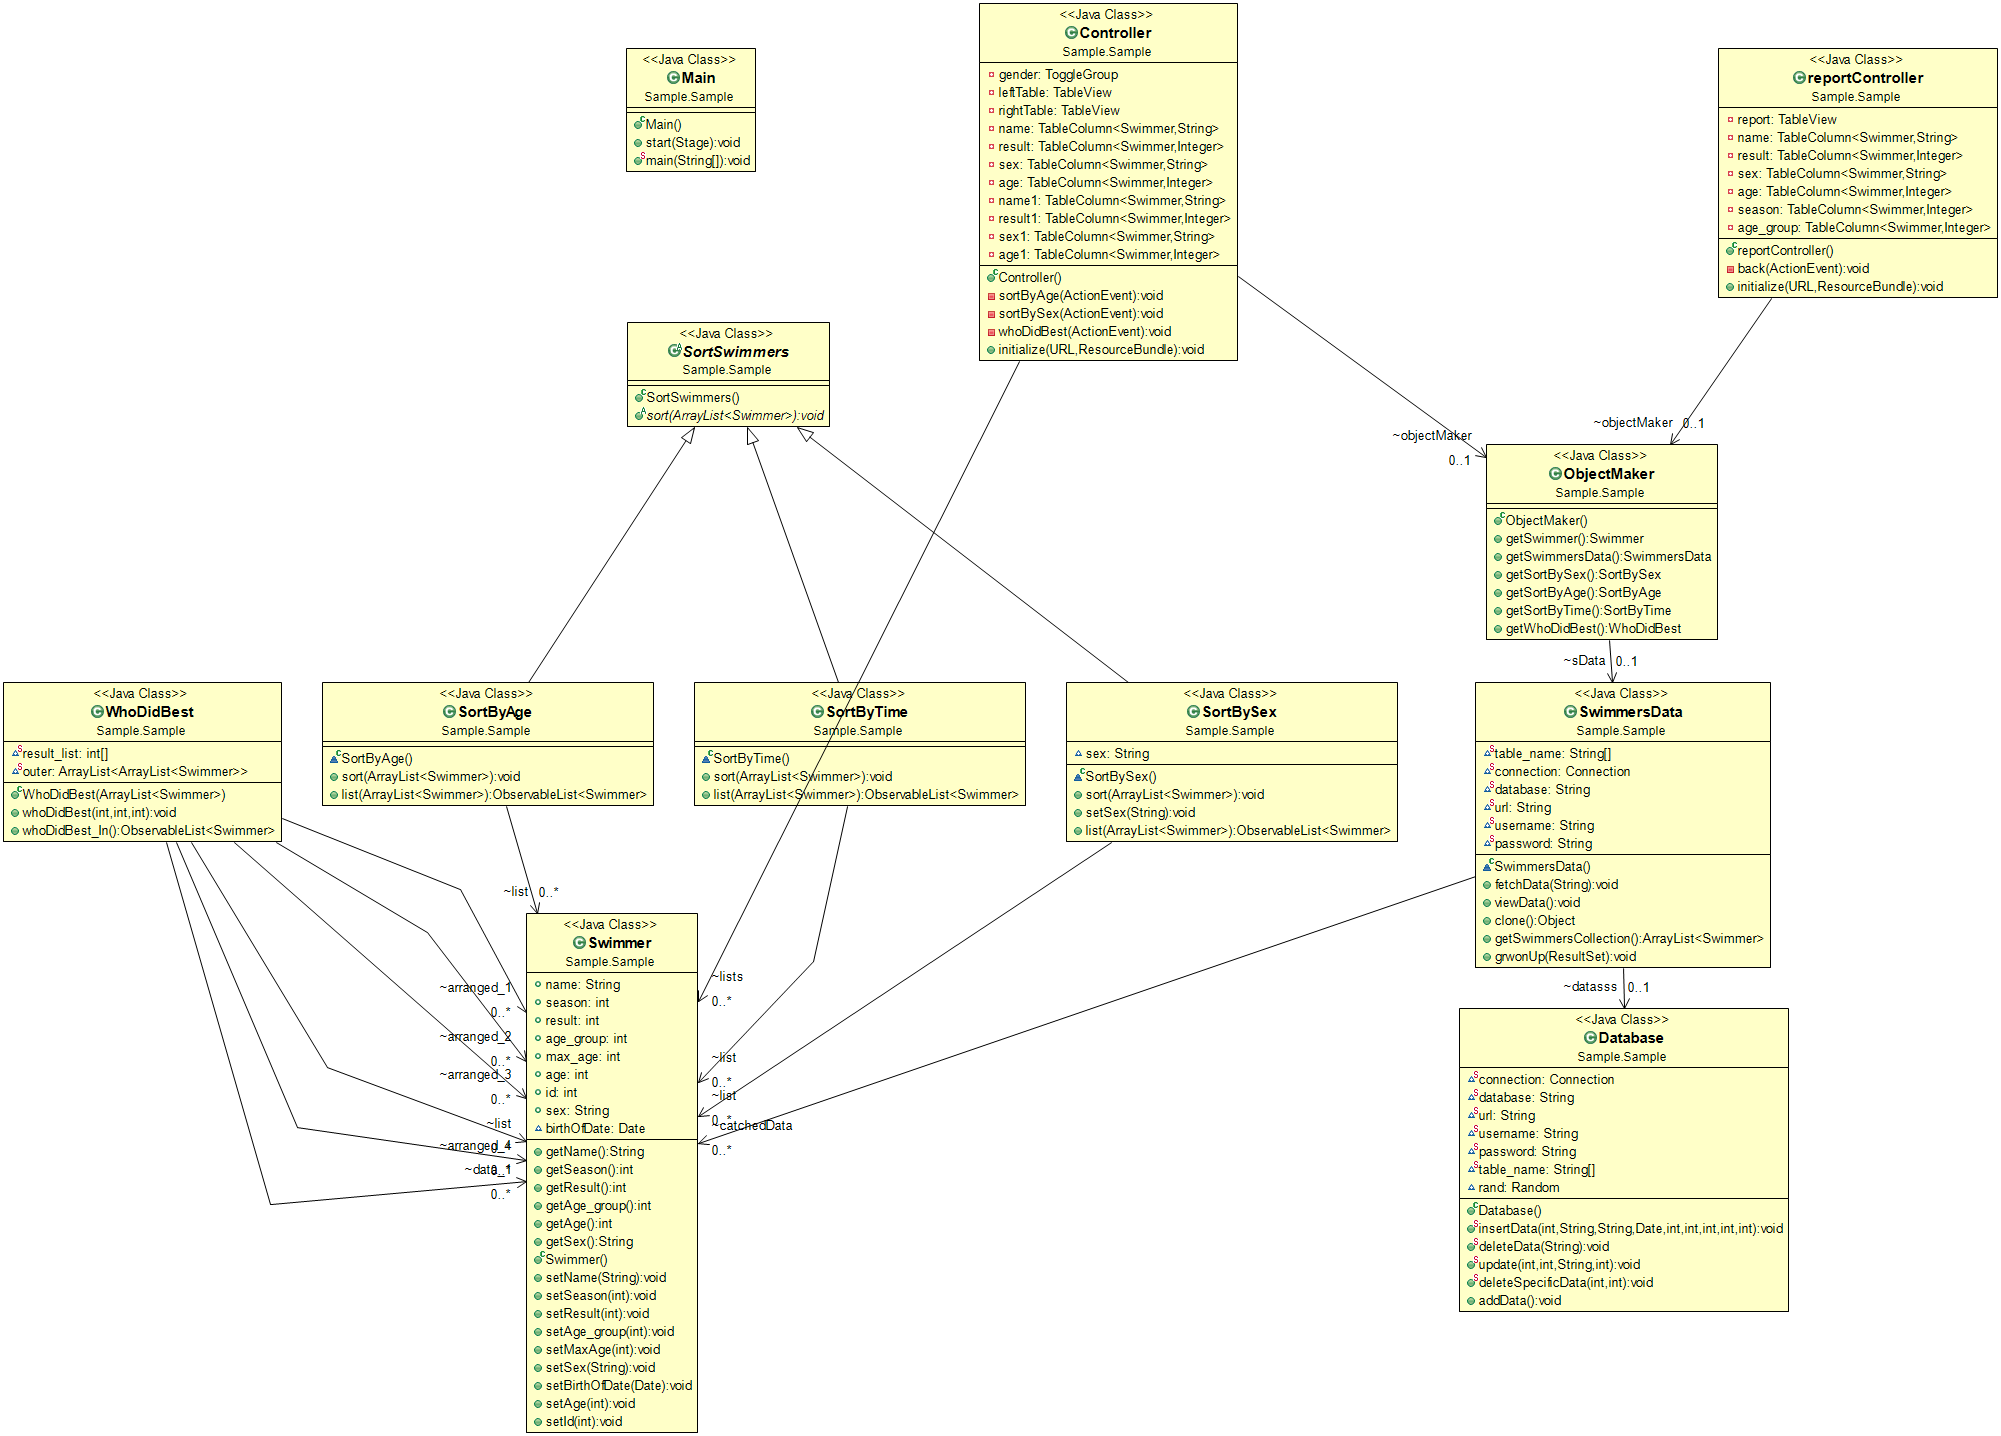 <<Java Class>>
Main
Sample.Sample
Main()
start(Stage):void
main(String[]):void
<<Java Class>>
Controller
Sample.Sample
gender: ToggleGroup
leftTable: TableView
rightTable: TableView
name: TableColumn<Swimmer,String>
result: TableColumn<Swimmer,Integer>
sex: TableColumn<Swimmer,String>
age: TableColumn<Swimmer,Integer>
name1: TableColumn<Swimmer,String>
result1: TableColumn<Swimmer,Integer>
sex1: TableColumn<Swimmer,String>
age1: TableColumn<Swimmer,Integer>
Controller()
sortByAge(ActionEvent):void
sortBySex(ActionEvent):void
whoDidBest(ActionEvent):void
initialize(URL,ResourceBundle):void
<<Java Class>>
reportController
Sample.Sample
report: TableView
name: TableColumn<Swimmer,String>
result: TableColumn<Swimmer,Integer>
sex: TableColumn<Swimmer,String>
age: TableColumn<Swimmer,Integer>
season: TableColumn<Swimmer,Integer>
age_group: TableColumn<Swimmer,Integer>
reportController()
back(ActionEvent):void
initialize(URL,ResourceBundle):void
<<Java Class>>
SortSwimmers
Sample.Sample
SortSwimmers()
sort(ArrayList<Swimmer>):void
~objectMaker
0..1
~objectMaker 0..1
<<Java Class>>
ObjectMaker
Sample.Sample
ObjectMaker()
getSwimmer():Swimmer
getSwimmersData():SwimmersData
getSortBySex():SortBySex
getSortByAge():SortByAge
getSortByTime():SortByTime
getWhoDidBest():WhoDidBest
~sData 0..1
<<Java Class>>
WhoDidBest
Sample.Sample
result_list: int[]
outer: ArrayList<ArrayList<Swimmer>>
WhoDidBest(ArrayList<Swimmer>)
whoDidBest(int,int,int):void
whoDidBest_In():ObservableList<Swimmer>
<<Java Class>>
SortByAge
Sample.Sample
SortByAge()
sort(ArrayList<Swimmer>):void
list(ArrayList<Swimmer>):ObservableList<Swimmer>
<<Java Class>>
SortByTime
Sample.Sample
SortByTime()
sort(ArrayList<Swimmer>):void
list(ArrayList<Swimmer>):ObservableList<Swimmer>
<<Java Class>>
SortBySex
Sample.Sample
sex: String
SortBySex()
sort(ArrayList<Swimmer>):void
setSex(String):void
list(ArrayList<Swimmer>):ObservableList<Swimmer>
<<Java Class>>
SwimmersData
Sample.Sample
table_name: String[]
connection: Connection
database: String
url: String
username: String
password: String
SwimmersData()
fetchData(String):void
viewData():void
clone():Object
getSwimmersCollection():ArrayList<Swimmer>
grwonUp(ResultSet):void
~datasss 0..1
~list 0..*
~arranged_1
0..*
~arranged_2
0..*
~arranged_3
0..*
~list
0..*
~arranged_4
0..*
~data_1
0..*
<<Java Class>>
Swimmer
Sample.Sample
name: String
season: int
result: int
age_group: int
max_age: int
age: int
id: int
sex: String
birthOfDate: Date
getName():String
getSeason():int
getResult():int
getAge_group():int
getAge():int
getSex():String
Swimmer()
setName(String):void
setSeason(int):void
setResult(int):void
setAge_group(int):void
setMaxAge(int):void
setSex(String):void
setBirthOfDate(Date):void
setAge(int):void
setId(int):void
~lists
0..*
~list
0..*
~list
0..*
~catchedData
0..*
<<Java Class>>
Database
Sample.Sample
connection: Connection
database: String
url: String
username: String
password: String
table_name: String[]
rand: Random
Database()
insertData(int,String,String,Date,int,int,int,int,int):void
deleteData(String):void
update(int,int,String,int):void
deleteSpecificData(int,int):void
addData():void